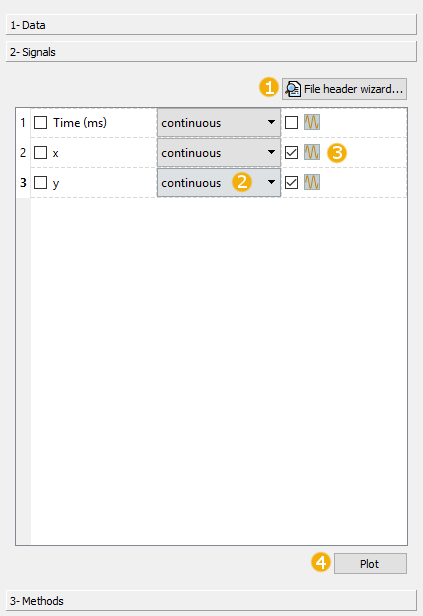 1- Data
2- Signals
1 File header wizard...
1 Time (ms) continuous
2 x continuous 3
3 y continuous 2
4 Plot
3- Methods